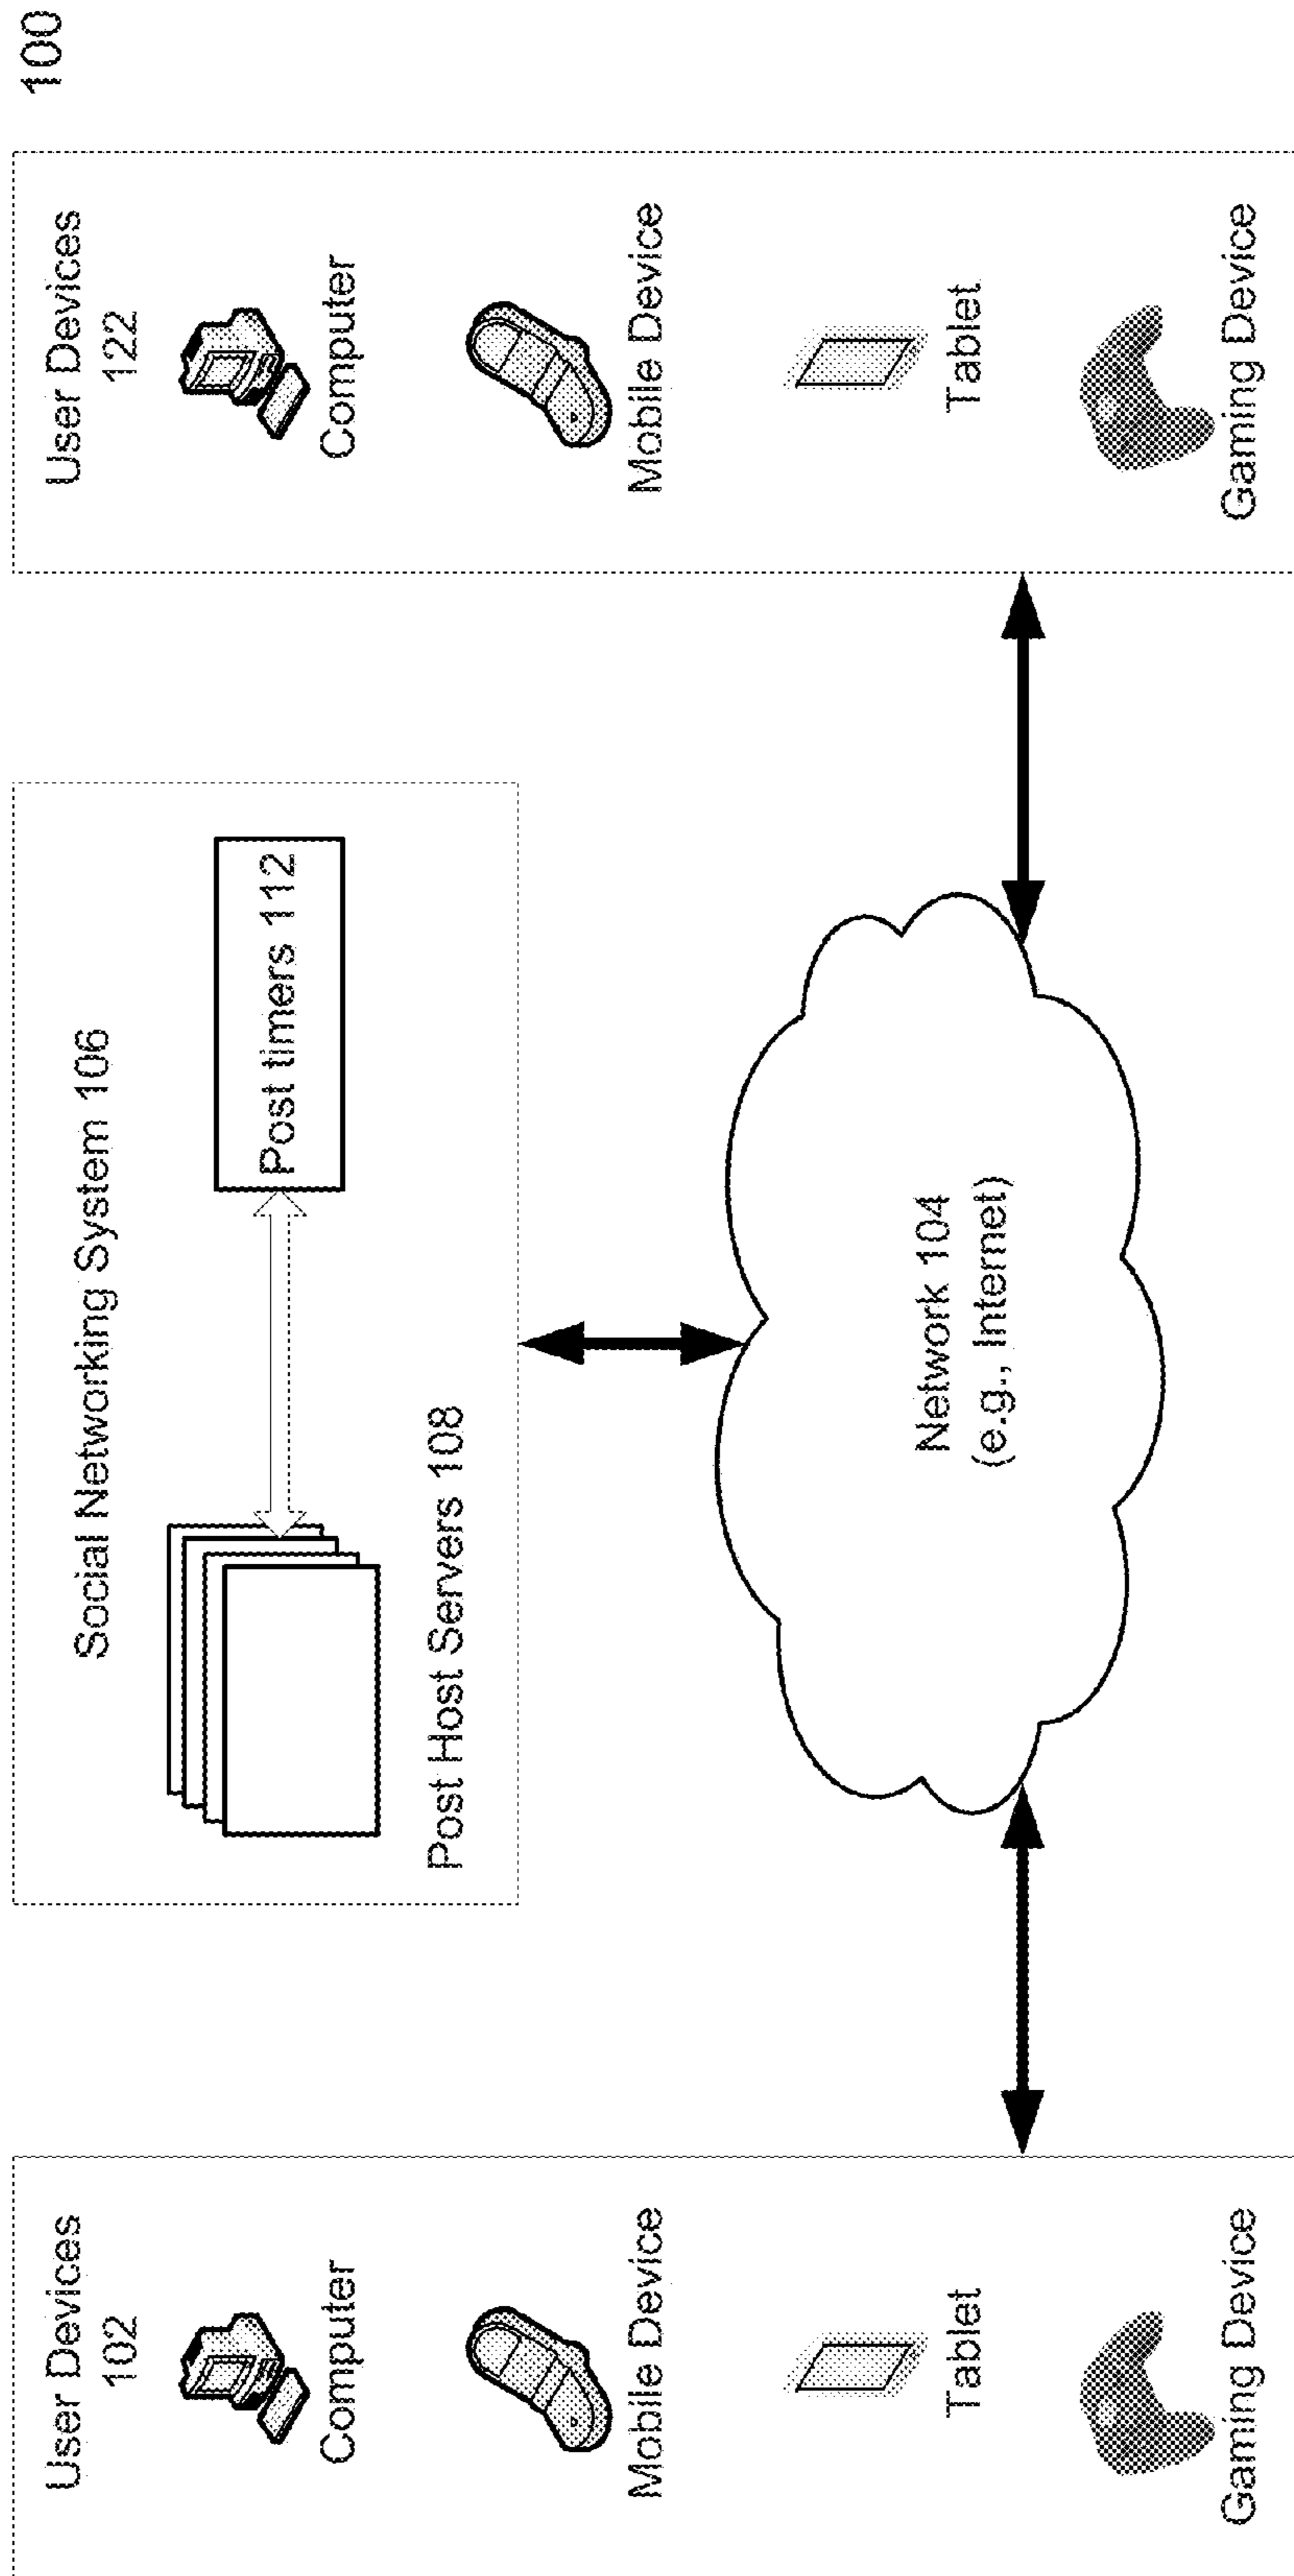 100
User Devices
102
Computer
Mobile Device
Tablet
Gaming Device
Social Networking System 106
Post timers 112
Post Host Servers 108
Network 104
(e.g., Internet)
User Devices
122
Computer
Mobile Device
Tablet
Gaming Device